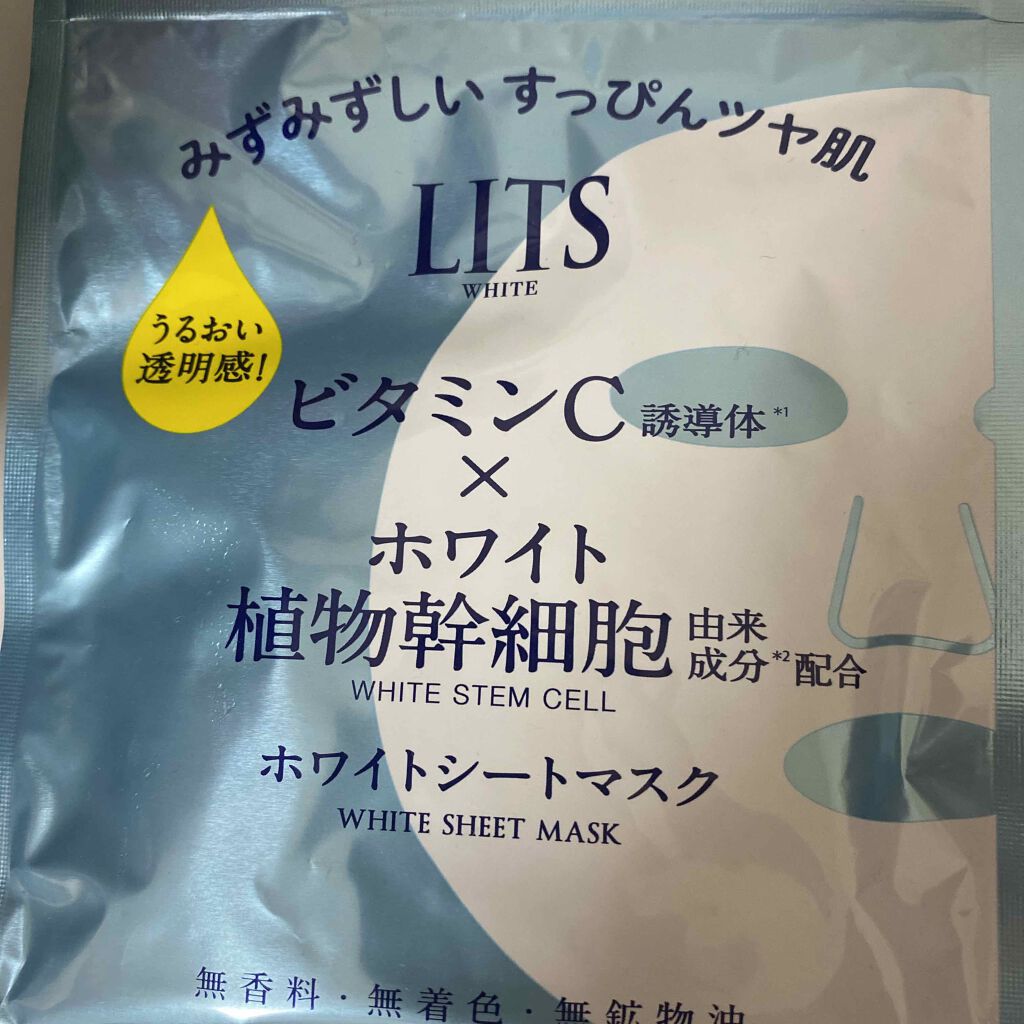 みずみずしい すっぴんツヤ肌
LITS
WHITE
うるおい
透明感!
ビタミンC誘導体*1
×
ホワイト
植物幹細胞由来成分*2配合
WHITE STEM CELL
ホワイトシートマスク
WHITE SHEET MASK
無香料・無着色・無鉱物油